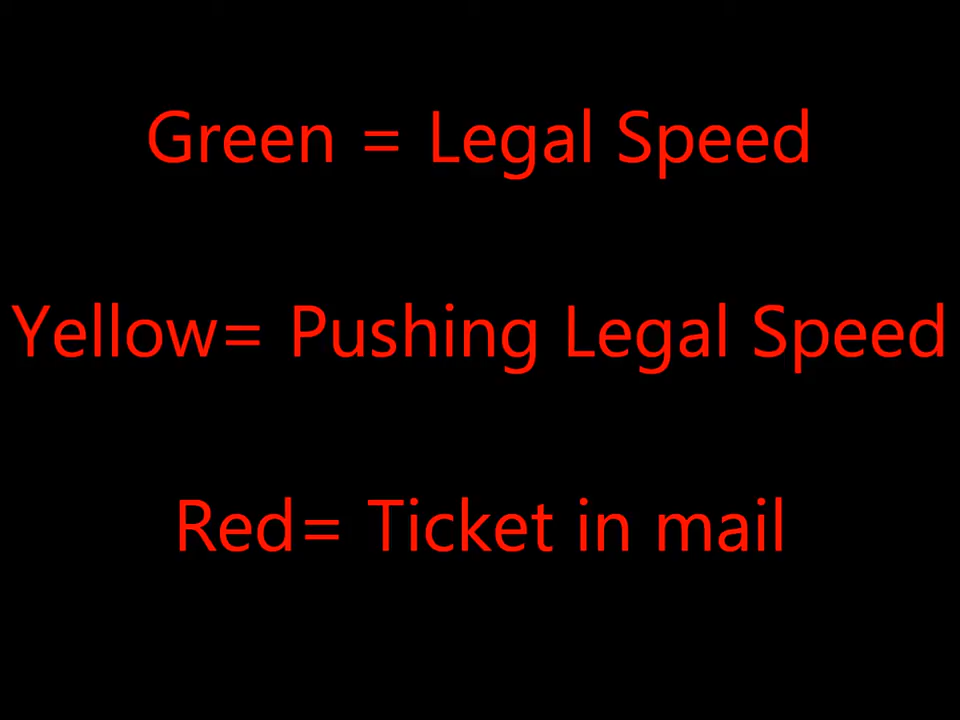 Green = Legal Speed
Yellow= Pushing Legal Speed
Red= Ticket in mail